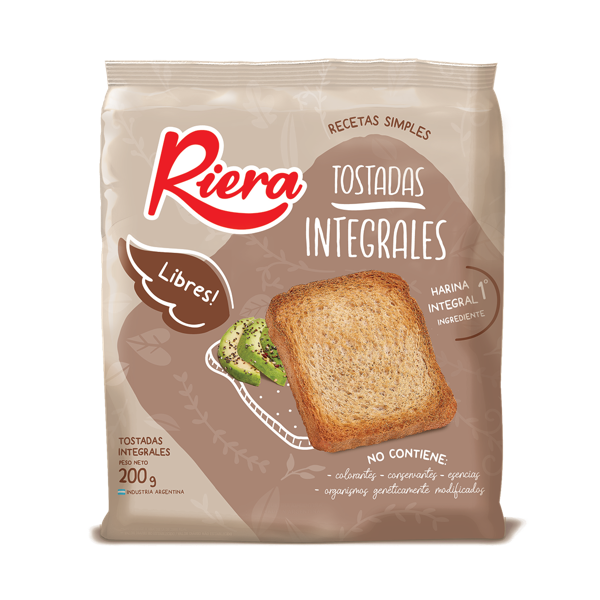 RECETAS SIMPLES
Riera
TOSTADAS
INTEGRALES
Libres!
HARINA
INTEGRAL 1°
INGREDIENTE
NO CONTIENE:
- colorantes - conservantes - esencias
- organismos genéticamente modificados
TOSTADAS
INTEGRALES
PESO NETO
200g
INDUSTRIA ARGENTINA